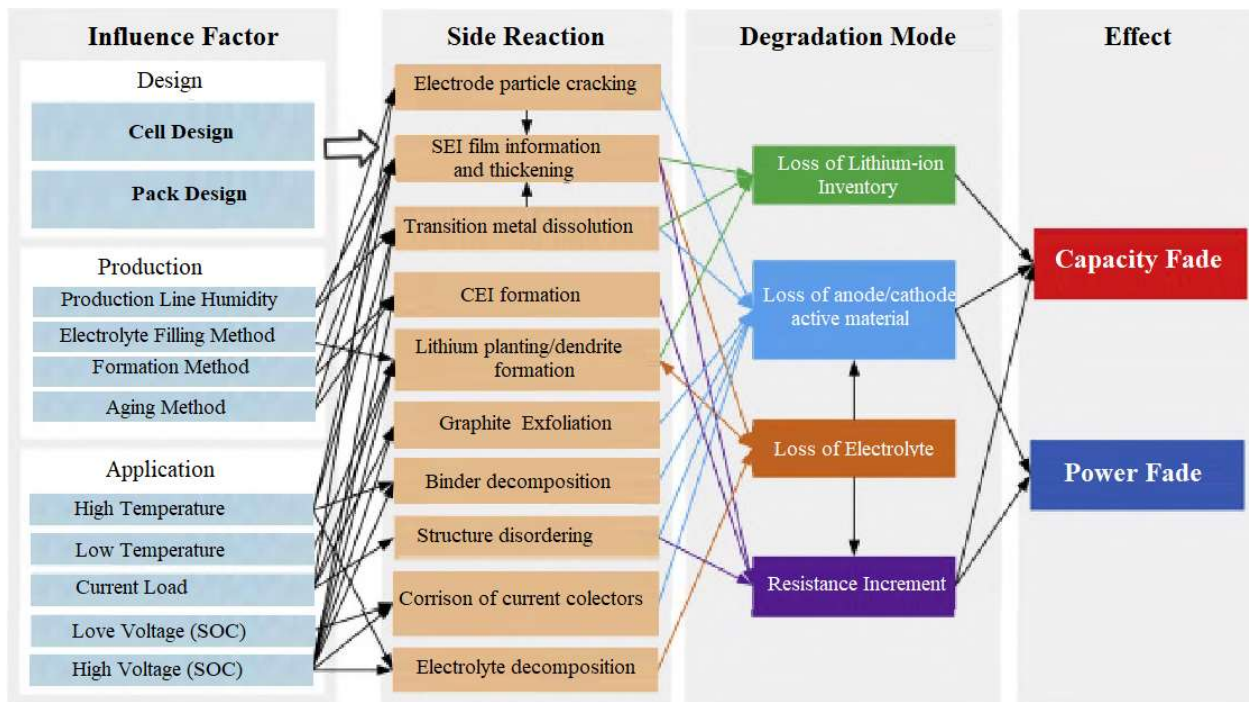 Influence Factor
Design
Cell Design
Pack Design
Production
Production Line Humidity
Electrolyte Filling Method
Formation Method
Aging Method
Application
High Temperature
Low Temperature
Current Load
Love Voltage (SOC)
High Voltage (SOC)
Side Reaction
Electrode particle cracking
SEI film information
and thickening
Transition metal dissolution
CEI formation
Lithium planting/dendrite
formation
Graphite Exfoliation
Binder decomposition
Structure disordering
Corrison of current colectors
Electrolyte decomposition
Degradation Mode
Loss of Lithium-ion
Inventory
Loss of anode/cathode
active material
Loss of Electrolyte
Resistance Increment
Effect
Capacity Fade
Power Fade